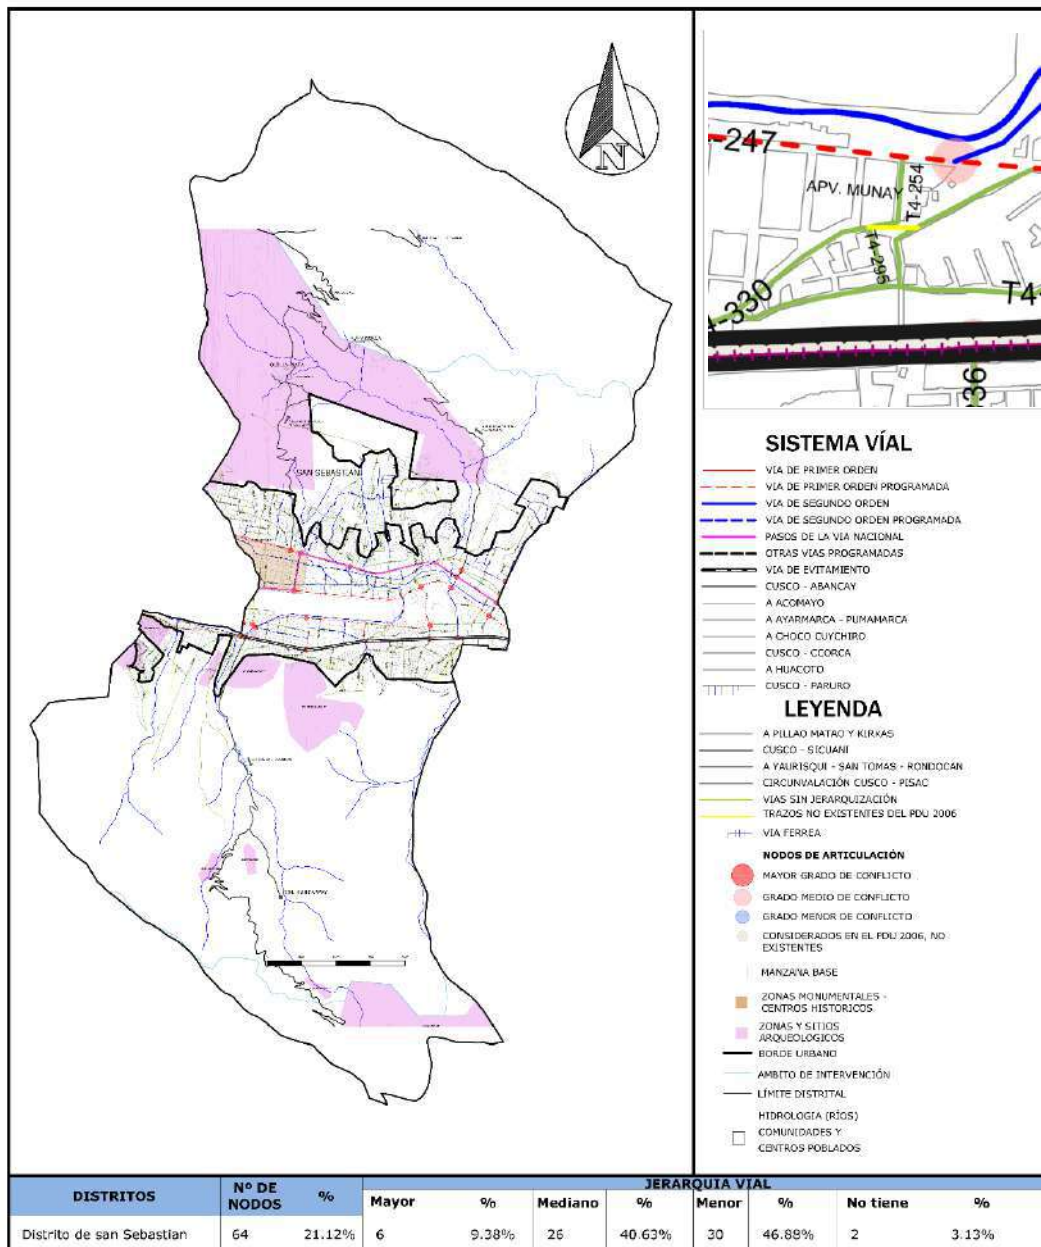 N
SAN SEBASTIAN
-247
APV. MUNAY
T4-254
T4-295
4-330
T4-
36
SISTEMA VÍAL
VIA DE PRIMER ORDEN
VIA DE PRIMER ORDEN PROGRAMADA
VIA DE SEGUNDO ORDEN
VIA DE SEGUNDO ORDEN PROGRAMADA
PASOS DE LA VIA NACIONAL
OTRAS VIAS PROGRAMADAS
VIA DE EVITAMIENTO
CUSCO - ABANCAY
A ACOMAYO
A AYARMARCA - PUMAMARCA
A CHOCO CUYCHIRO
CUSCO - CCORCA
A HUACOTO
CUSCO - PARURO
LEYENDA
A PILLAO MATAO Y KIRKAS
CUSCO - SICUANI
A YAURISQUI - SAN TOMAS - RONDOCAN
CIRCUNVALACIÓN CUSCO - PISAC
VIAS SIN JERARQUIZACIÓN
TRAZOS NO EXISTENTES DEL PDU 2006
VIA FERREA
NODOS DE ARTICULACIÓN
MAYOR GRADO DE CONFLICTO
GRADO MEDIO DE CONFLICTO
GRADO MENOR DE CONFLICTO
CONSIDERADOS EN EL PDU 2006, NO
EXISTENTES
MANZANA BASE
ZONAS MONUMENTALES -
CENTROS HISTORICOS
ZONAS Y SITIOS
ARQUEOLOGICOS
BORDE URBANO
AMBITO DE INTERVENCIÓN
LÍMITE DISTRITAL
HIDROLOGIA (RÍOS)
COMUNIDADES Y
CENTROS POBLADOS
DISTRITOS Nº DE NODOS % JERARQUIA VIAL
Mayor % Mediano % Menor % No tiene %
Distrito de san Sebastian 64 21.12% 6 9.38% 26 40.63% 30 46.88% 2 3.13%